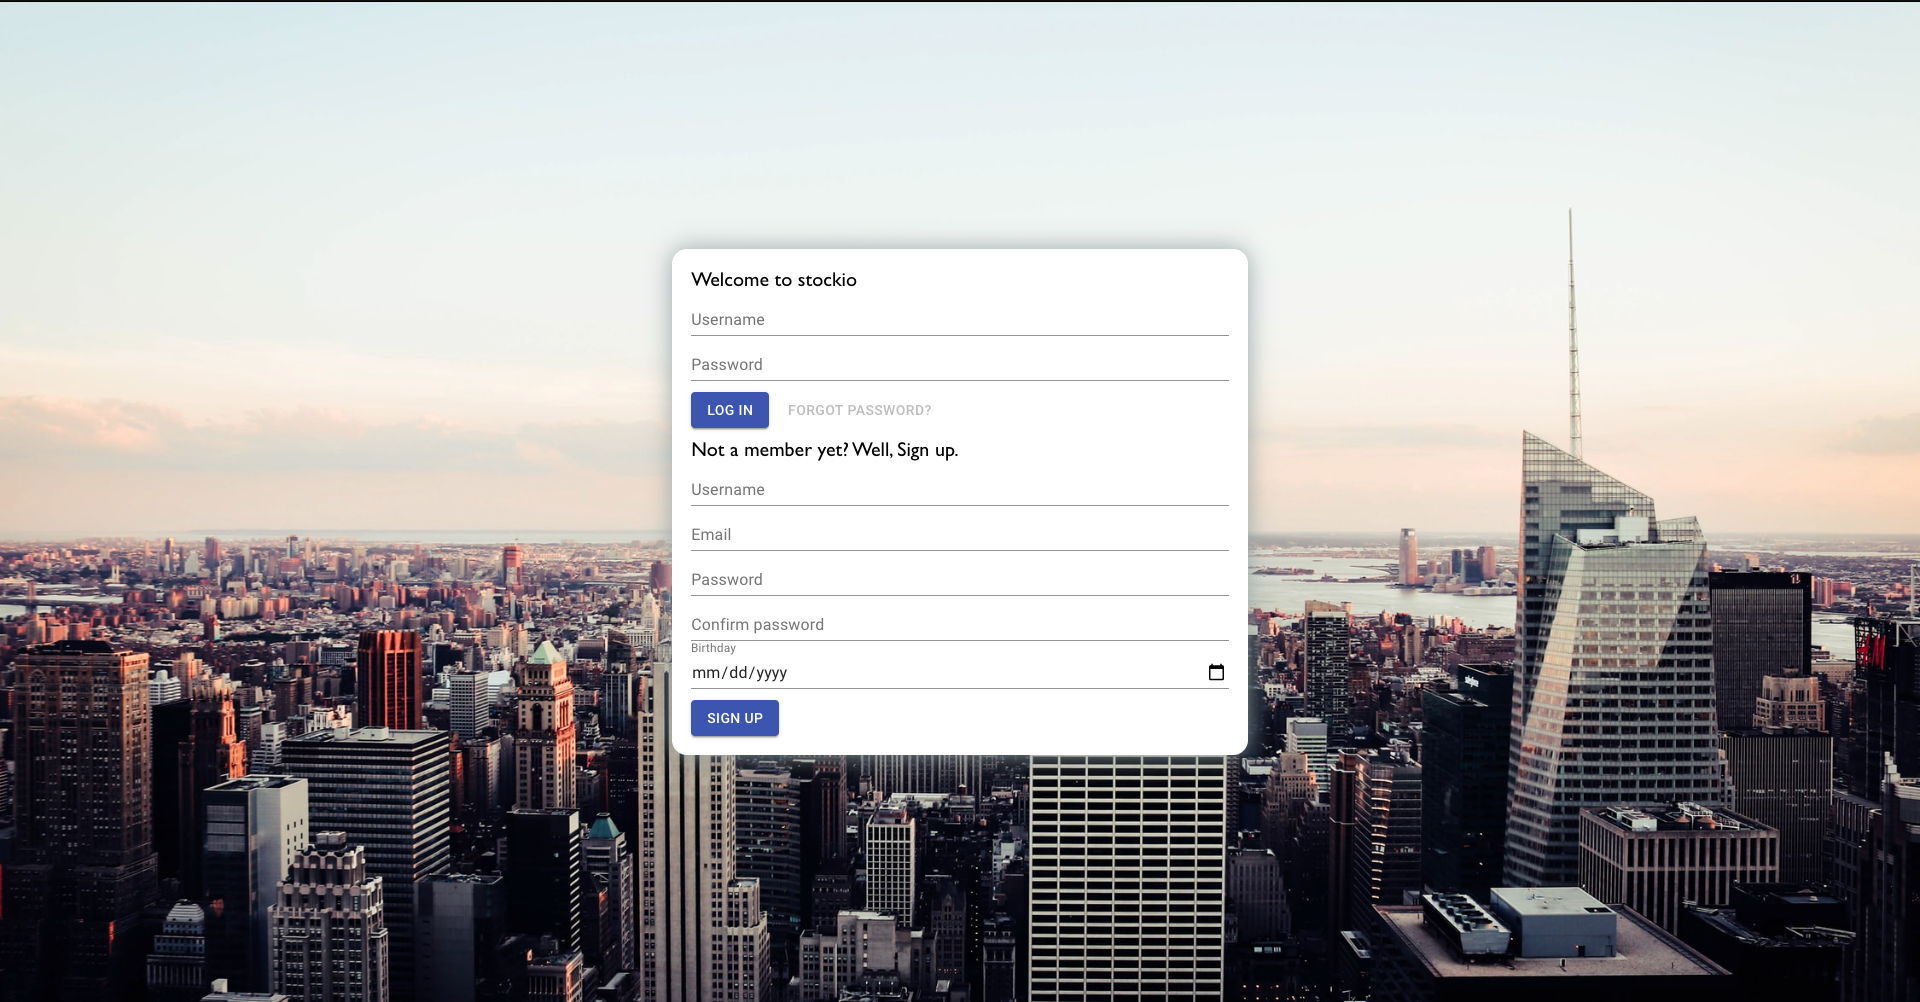 Welcome to stockio
Username
Password
LOG IN FORGOT PASSWORD?
Not a member yet? Well, Sign up.
Username
Email
Password
Confirm password
Birthday
mm/dd/yyyy
SIGN UP